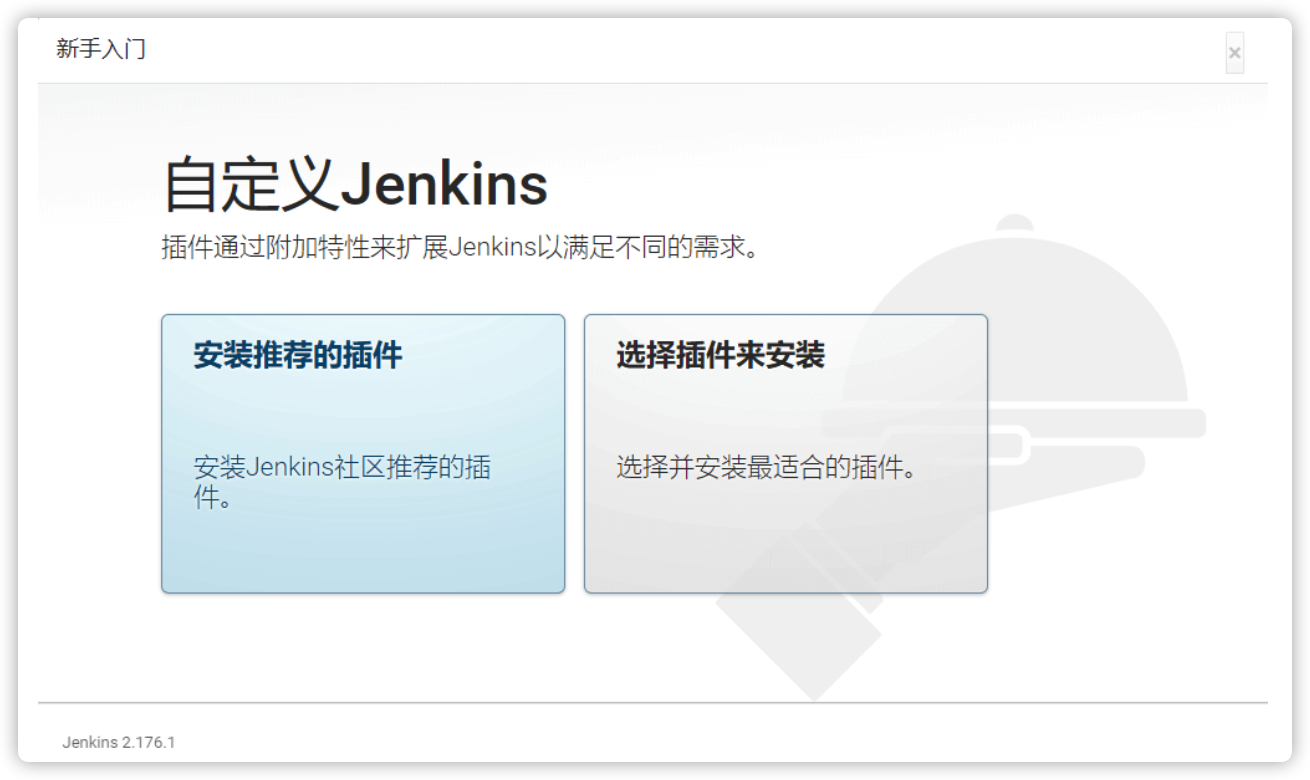 新手入门
×
自定义Jenkins
插件通过附加特性来扩展Jenkins以满足不同的需求。
安装推荐的插件
安装Jenkins社区推荐的插
件。
选择插件来安装
选择并安装最适合的插件。
Jenkins 2.176.1